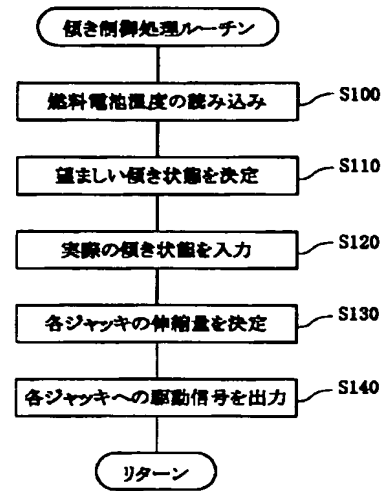 傾き制御処理ルーチン
燃料電池温度の読み込み
S100
望ましい傾き状態を決定
S110
実際の傾き状態を入力
S120
各ジャッキの伸縮量を決定
S130
各ジャッキへの駆動信号を出力
S140
リターン